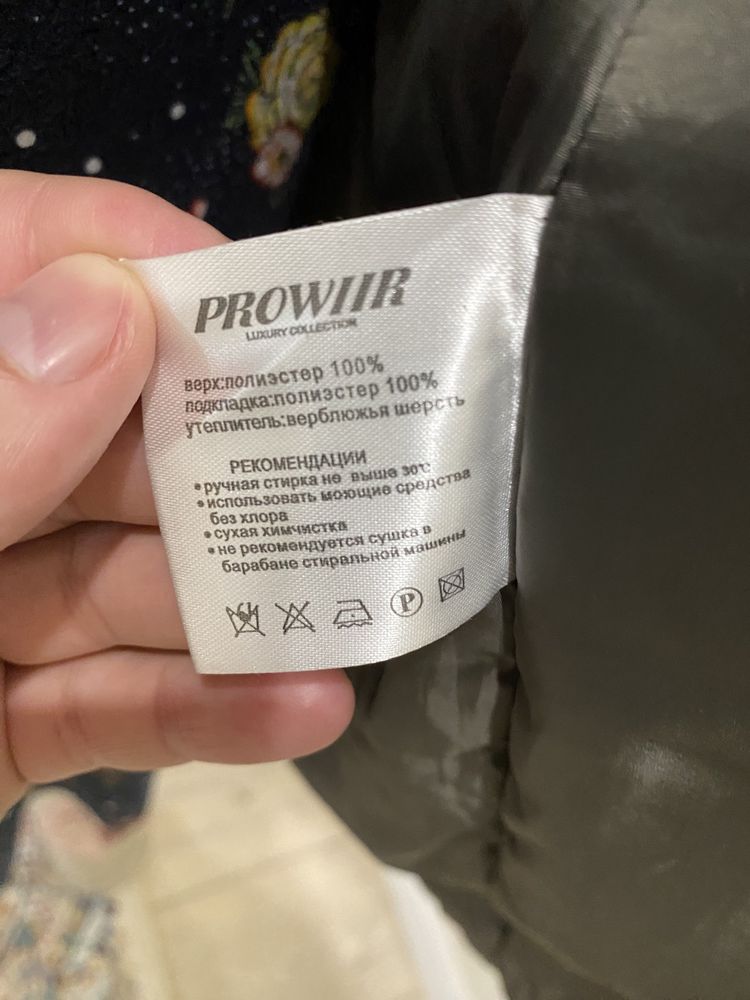 PROWIIR
LUXURY COLLECTION
верх:полиэстер 100%
подкладка:полиэстер 100%
утеплитель:верблюжья шерсть
РЕКОМЕНДАЦИИ
•ручная стирка не выше 30°С
•использовать моющие средства
без хлора
•сухая химчистка
•не рекомендуется сушка в
барабане стиральной машины
P